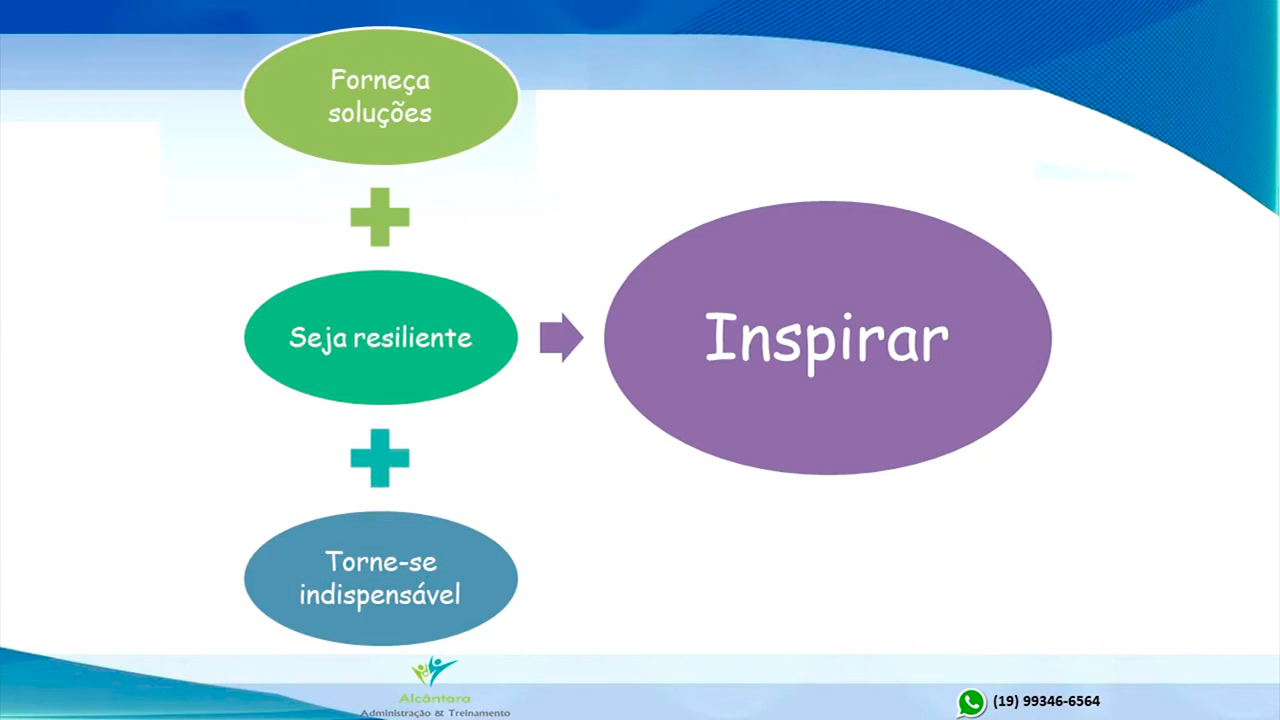 Forneça
soluções
Seja resiliente
Inspirar
Torne-se
indispensável
Alcântara
Administração & Treinamento
(19) 99346-6564